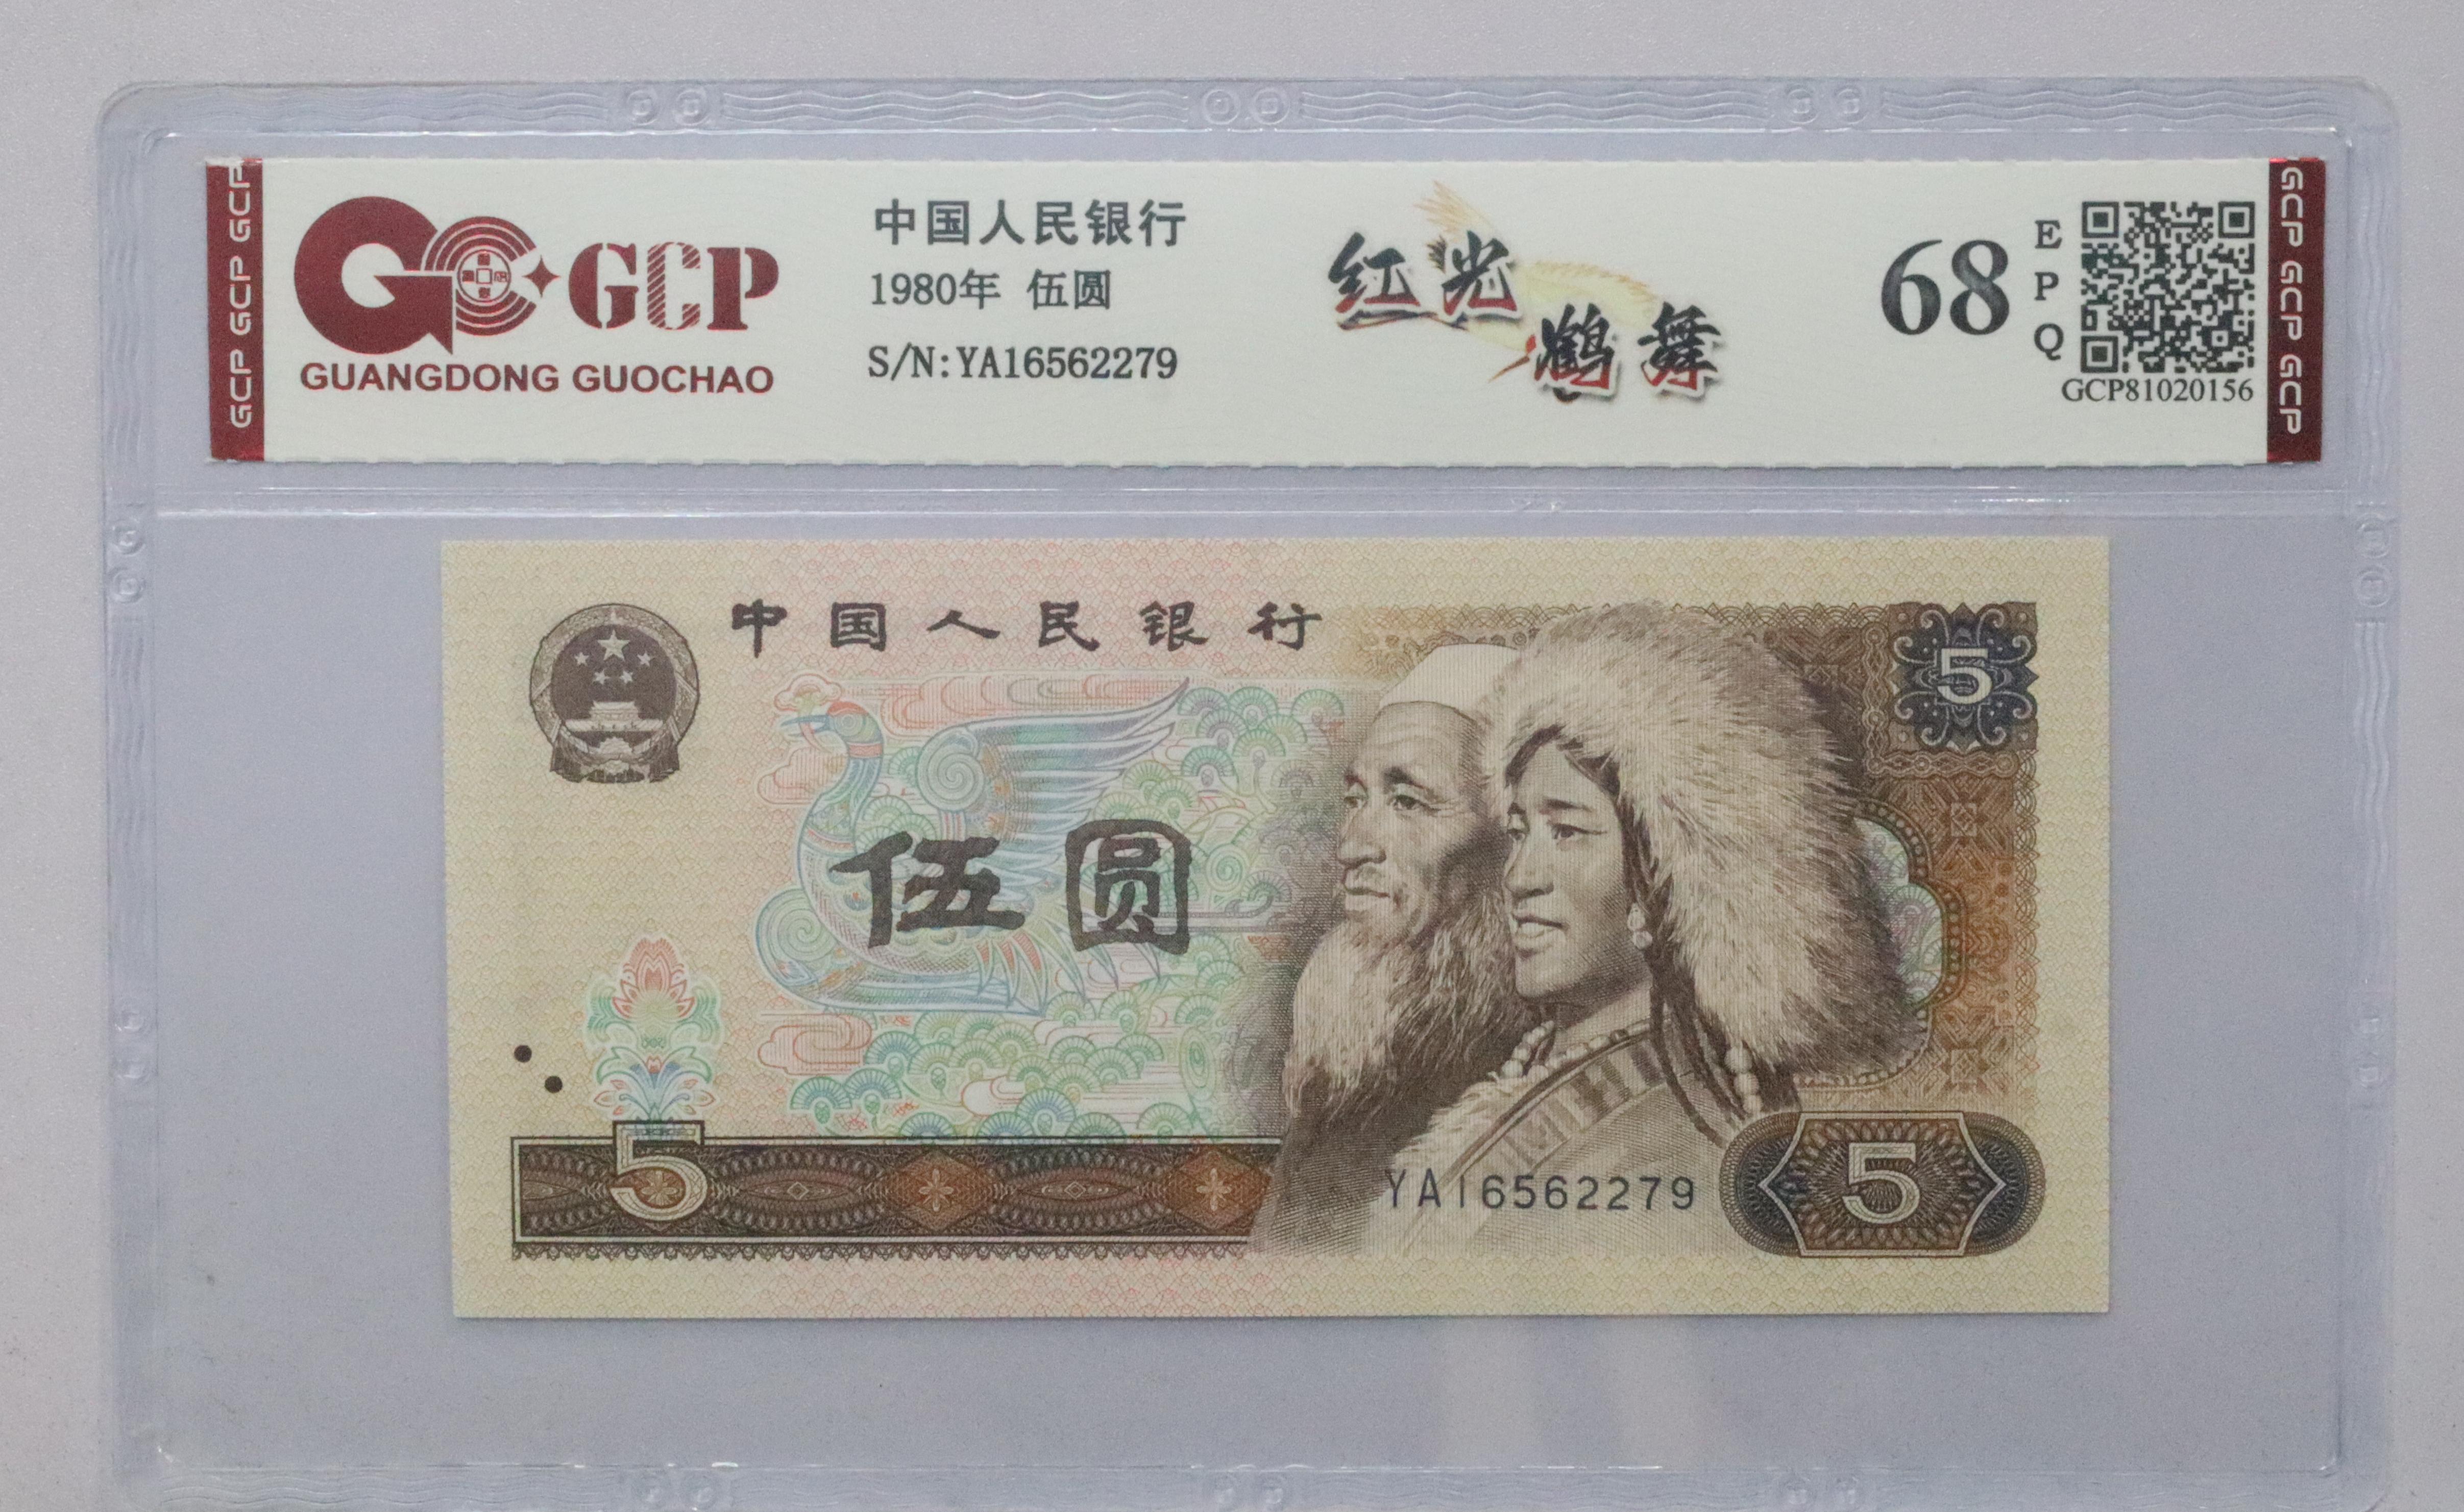 GCP GCP GCP
GCP
GUANGDONG GUOCHAO
中国人民银行
1980年 伍圆
S/N:YA16562279
红光
鹤舞
68
EPQ
GCP81020156
GCP GCP GCP
中国人民银行
5
伍圆
5
YA16562279
5